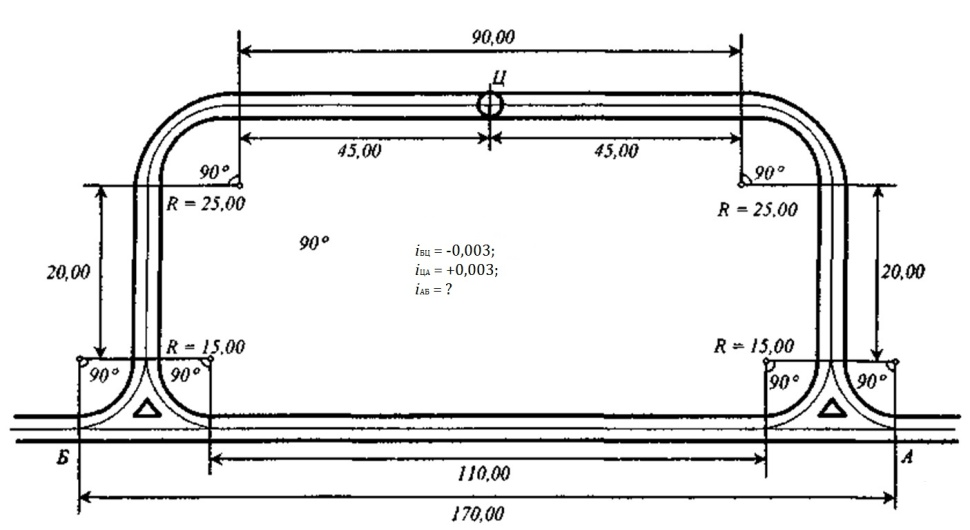 90,00
Ц
45,00
45,00
90°
90°
R = 25,00
R = 25,00
90°
iБЦ = -0,003;
iЦА = +0,003;
iАБ = ?
20,00
20,00
R = 15,00
R = 15,00
90°
90°
90°
90°
Б
А
110,00
170,00